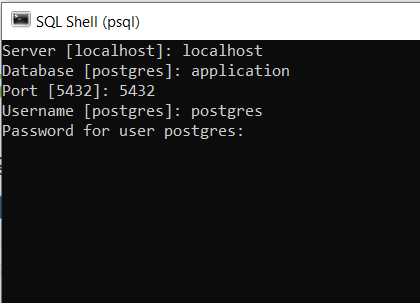 SQL Shell (psql)
Server [localhost]: localhost
Database [postgres]: application
Port [5432]: 5432
Username [postgres]: postgres
Password for user postgres: